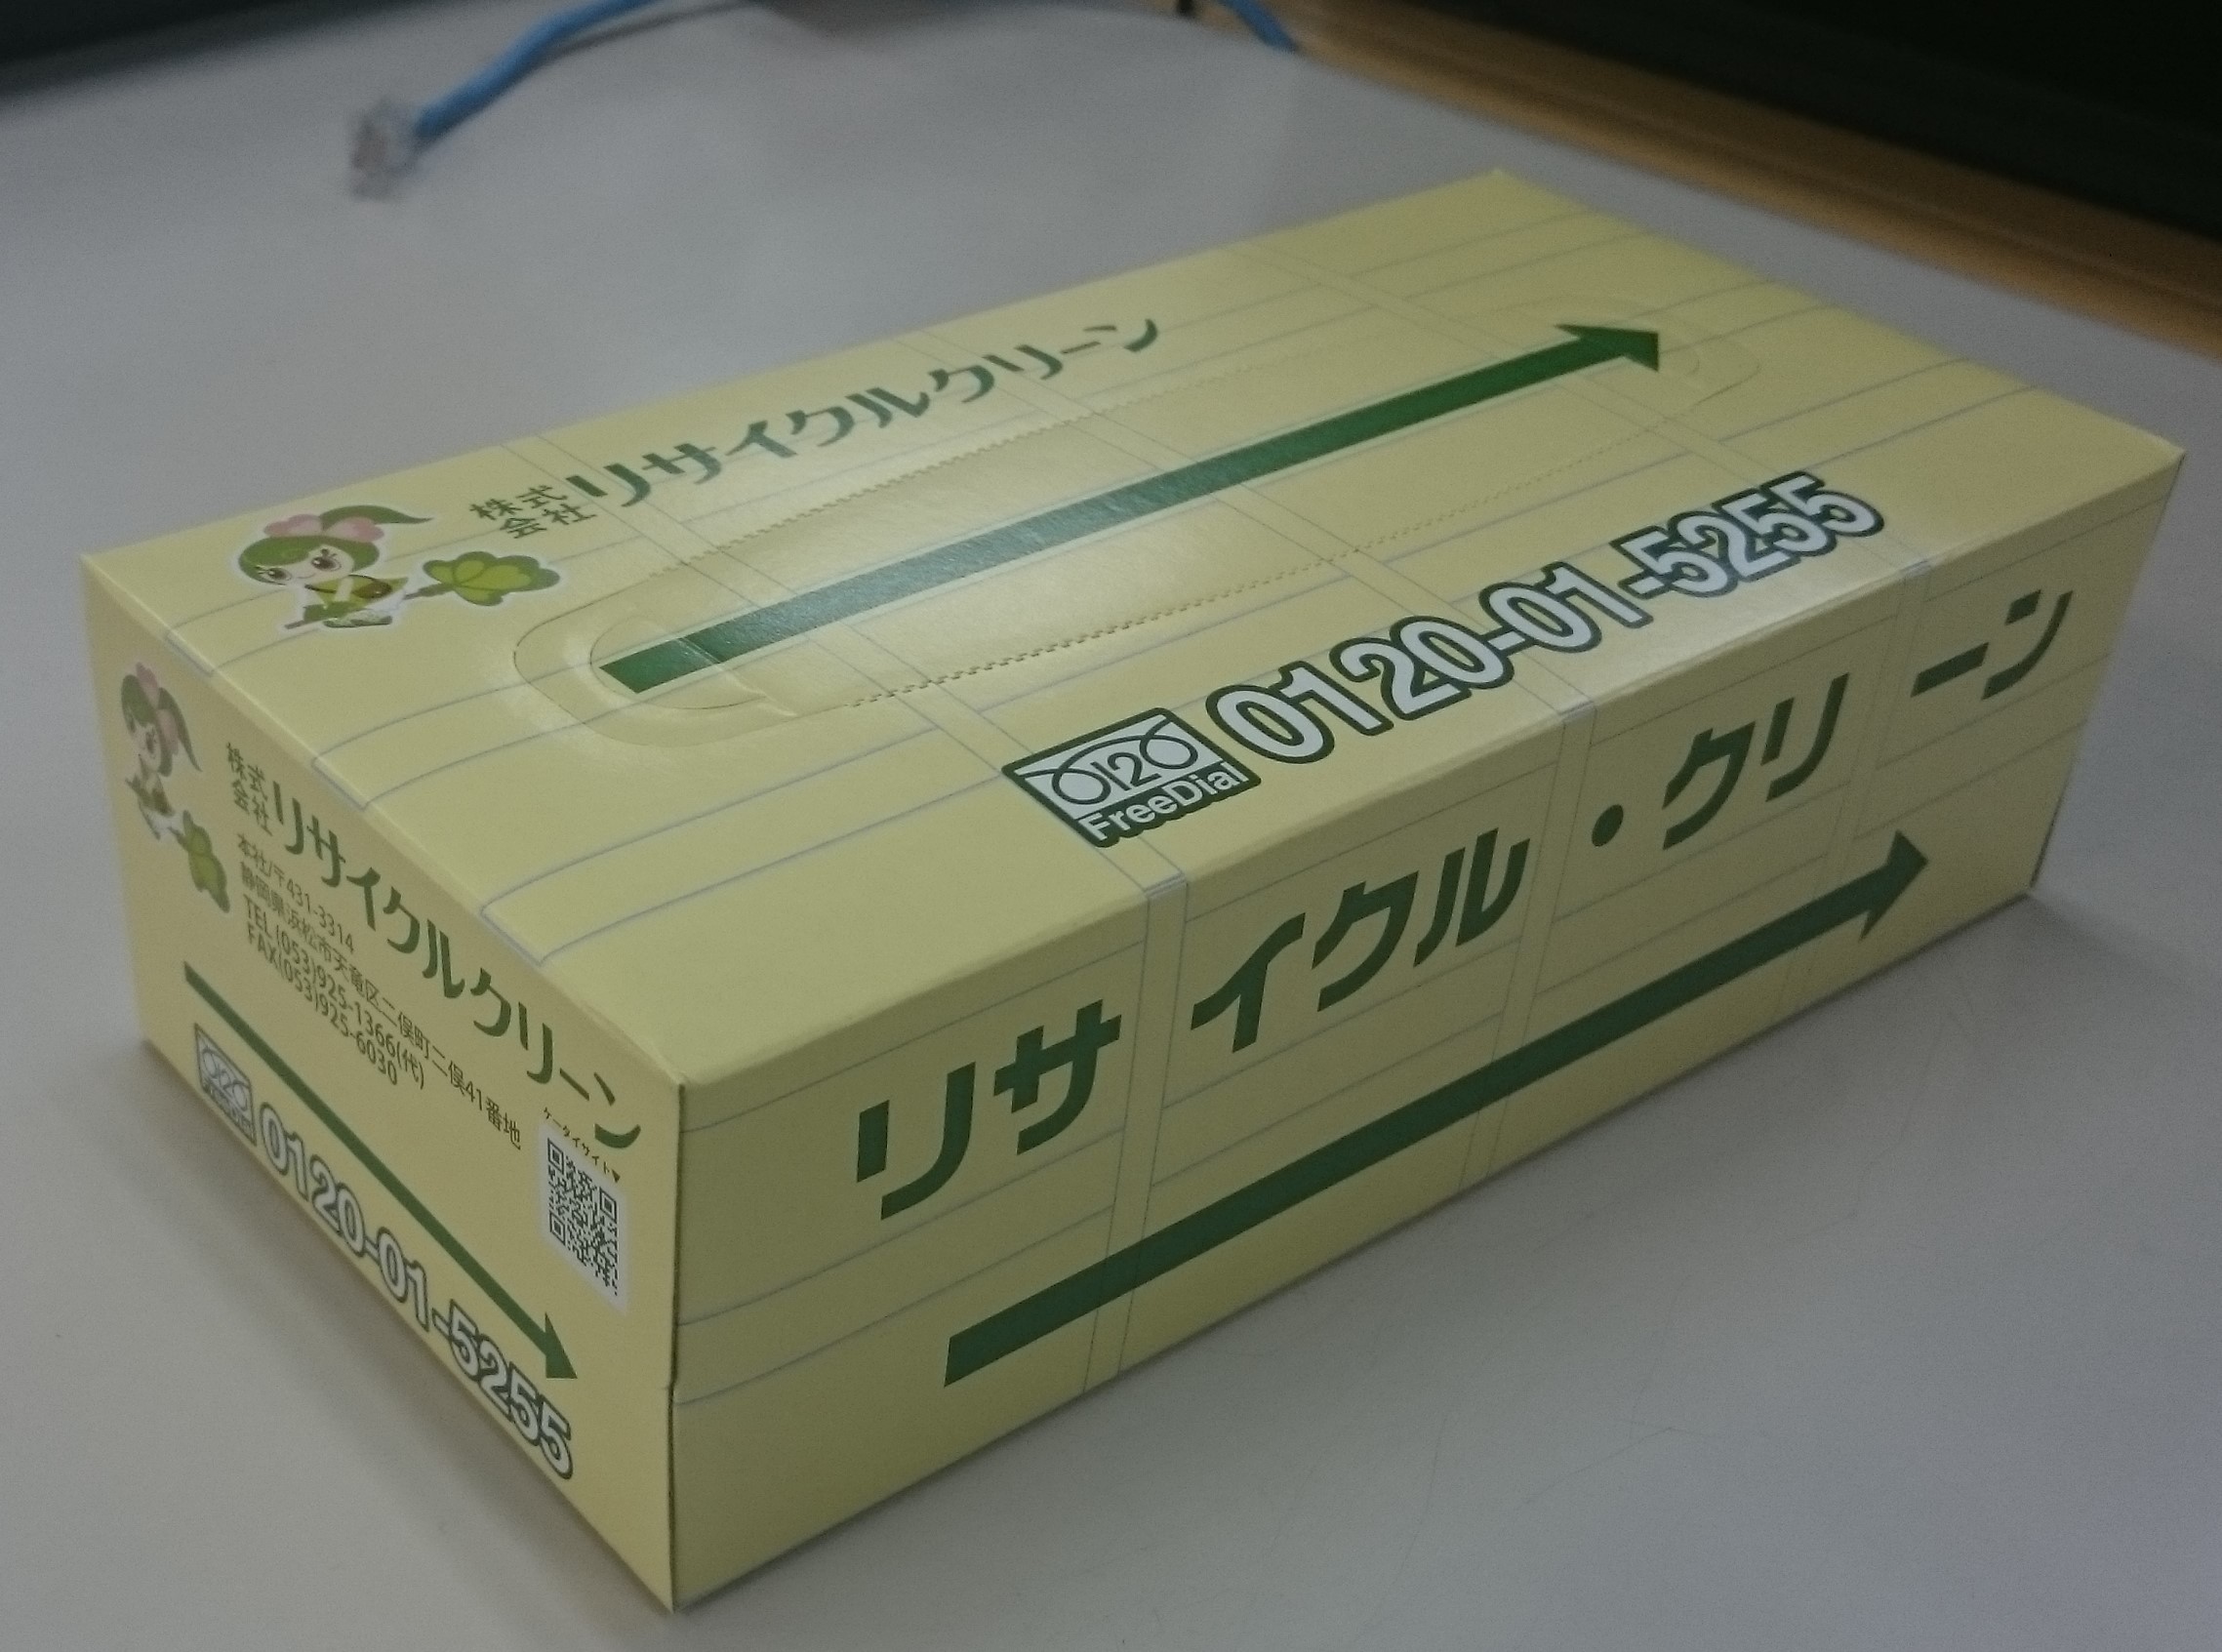 株式
会社
リサイクルクリーン
0120
FreeDial
0120-01-5255
株式
会社
リサイクルクリーン
本社/〒431-3314
静岡県浜松市天竜区二俣町二俣41番地
TEL(053)925-1366(代)
FAX(053)925-6030
ケータイサイト▼
0120
FreeDial
0120-01-5255
リサイクル・クリーン